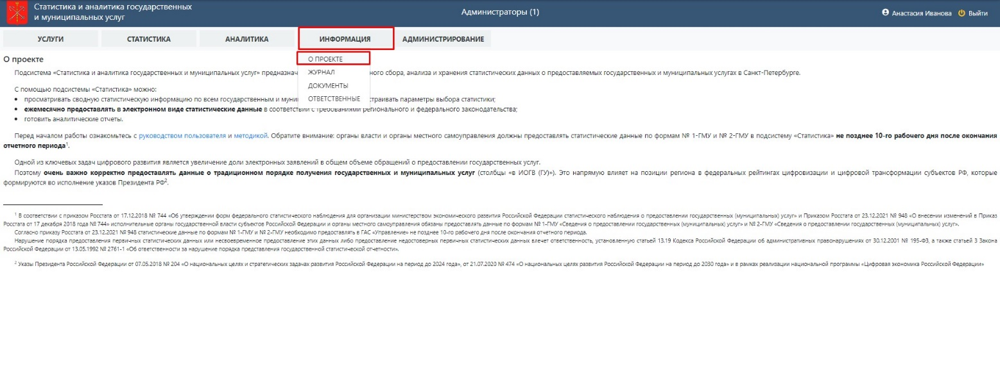 Статистика и аналитика государственных
и муниципальных услуг
Администраторы (1)
Анастасия Иванова
Выйти
УСЛУГИ
СТАТИСТИКА
АНАЛИТИКА
ИНФОРМАЦИЯ
АДМИНИСТРИРОВАНИЕ
О ПРОЕКТЕ
ЖУРНАЛ
ДОКУМЕНТЫ
ОТВЕТСТВЕННЫЕ
О проекте
Подсистема «Статистика и аналитика государственных и муниципальных услуг» предназнач ного сбора, анализа и хранения статистических данных о предоставляемых государственных и муниципальных услугах в Санкт-Петербурге.
С помощью подсистемы «Статистика» можно:
• просматривать сводную статистическую информацию по всем государственным и муни страивать параметры выбора статистики;
• ежемесячно предоставлять в электронном виде статистические данные в соответствии с требованиями регионального и федерального законодательства;
• готовить аналитические отчеты.
Перед началом работы ознакомьтесь с руководством пользователя и методикой. Обратите внимание: органы власти и органы местного самоуправления должны предоставлять статистические данные по формам № 1-ГМУ и № 2-ГМУ в подсистему «Статистика» не позднее 10-го рабочего дня после окончания
отчетного периода¹.
Одной из ключевых задач цифрового развития является увеличение доли электронных заявлений в общем объеме обращений о предоставлении государственных услуг.
Поэтому очень важно корректно предоставлять данные о традиционном порядке получения государственных и муниципальных услуг (столбцы «в ИОГВ (ГУ)»). Это напрямую влияет на позиции региона в федеральных рейтингах цифровизации и цифровой трансформации субъектов РФ, которые
формируются во исполнение указов Президента РФ².
¹ В соответствии с приказом Росстата от 17.12.2018 № 744 «Об утверждении форм федерального статистического наблюдения для организации министерством экономического развития Российской Федерации статистического наблюдения о предоставлении государственных (муниципальных) услуг» и Приказом Росстата от 23.12.2021 № 948 «О внесении изменений в Приказ
Росстата от 17 декабря 2018 года № 744» исполнительные органы государственной власти субъектов Российской Федерации и органы местного самоуправления обязаны предоставлять данные по формам № 1-ГМУ «Сведения о предоставлении государственных (муниципальных) услуг» и № 2-ГМУ «Сведения о предоставлении государственных (муниципальных) услуг».
Согласно приказу Росстата от 23.12.2021 № 948 статистические данные по формам № 1-ГМУ и № 2-ГМУ необходимо предоставлять в ГАС «Управление» не позднее 10-го рабочего дня после окончания отчетного периода.
Нарушение порядка предоставления первичных статистических данных или несвоевременное предоставление этих данных либо предоставление недостоверных первичных статистических данных влечет ответственность, установленную статьей 13.19 Кодекса Российской Федерации об административных правонарушениях от 30.12.2001 № 195-ФЗ, а также статьей 3 Закона
Российской Федерации от 13.05.1992 № 2761-1 «Об ответственности за нарушение порядка представления государственной статистической отчетности».
² Указы Президента Российской Федерации от 07.05.2018 № 204 «О национальных целях и стратегических задачах развития Российской Федерации на период до 2024 года», от 21.07.2020 № 474 «О национальных целях развития Российской Федерации на период до 2030 года» и в рамках реализации национальной программы «Цифровая экономика Российской Федерации»